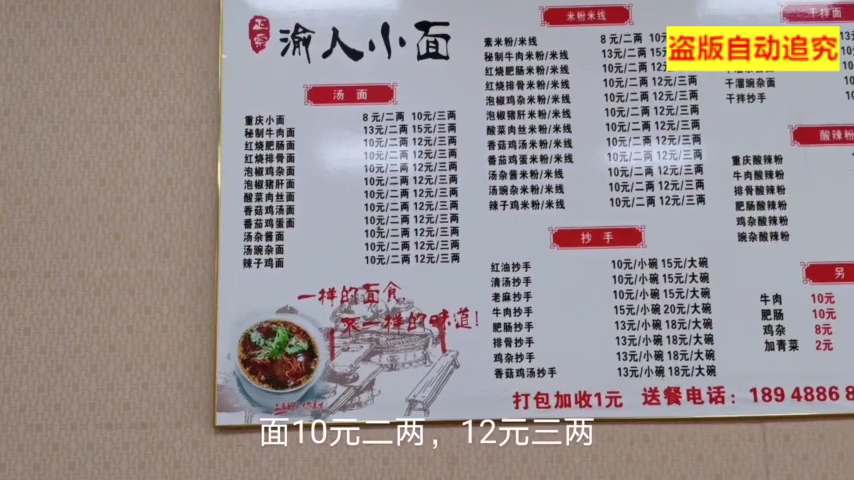 正宗
渝人小面
汤面
重庆小面 8元/二两 10元/三两
秘制牛肉面 13元/二两 15元/三两
红烧肥肠面 10元/二两 12元/三两
红烧排骨面 10元/二两 12元/三两
泡椒鸡杂面 10元/二两 12元/三两
泡椒猪肝面 10元/二两 12元/三两
酸菜肉丝面 10元/二两 12元/三两
香菇鸡汤面 10元/二两 12元/三两
番茄鸡蛋面 10元/二两 12元/三两
汤杂酱面 10元/二两 12元/三两
汤豌杂面 10元/二两 12元/三两
辣子鸡面 10元/二两 12元/三两
一样的面食,
不一样的味道!
米粉米线
素米粉/米线 8元/二两
秘制牛肉米粉/米线 13元/二两 15元
红烧肥肠米粉/米线 10元/二两 12元
红烧排骨米粉/米线 10元/二两 12元/三两
泡椒鸡杂米粉/米线 10元/二两 12元/三两
泡椒猪肝米粉/米线 10元/二两 12元/三两
酸菜肉丝米粉/米线 10元/二两 12元/三两
香菇鸡汤米粉/米线 10元/二两 12元/三两
番茄鸡蛋米粉/米线 10元/二两 12元/三两
汤杂酱米粉/米线 10元/二两 12元/三两
汤豌杂米粉/米线 10元/二两 12元/三两
辣子鸡米粉/米线 10元/二两 12元/三两
抄手
红油抄手 10元/小碗 15元/大碗
清汤抄手 10元/小碗 15元/大碗
老麻抄手 10元/小碗 15元/大碗
牛肉抄手 15元/小碗 20元/大碗
肥肠抄手 13元/小碗 18元/大碗
排骨抄手 13元/小碗 18元/大碗
鸡杂抄手 13元/小碗 18元/大碗
香菇鸡汤抄手 13元/小碗 18元/大碗
干拌面
盗版自动追究
干溜豌杂面 10
干拌抄手 10
酸辣粉
重庆酸辣粉
牛肉酸辣粉
排骨酸辣粉
肥肠酸辣粉
鸡杂酸辣粉
豌杂酸辣粉
另
牛肉 10元
肥肠 10元
鸡杂 8元
加青菜 2元
打包加收1元 送餐电话: 189 4886 8
面10元二两，12元三两